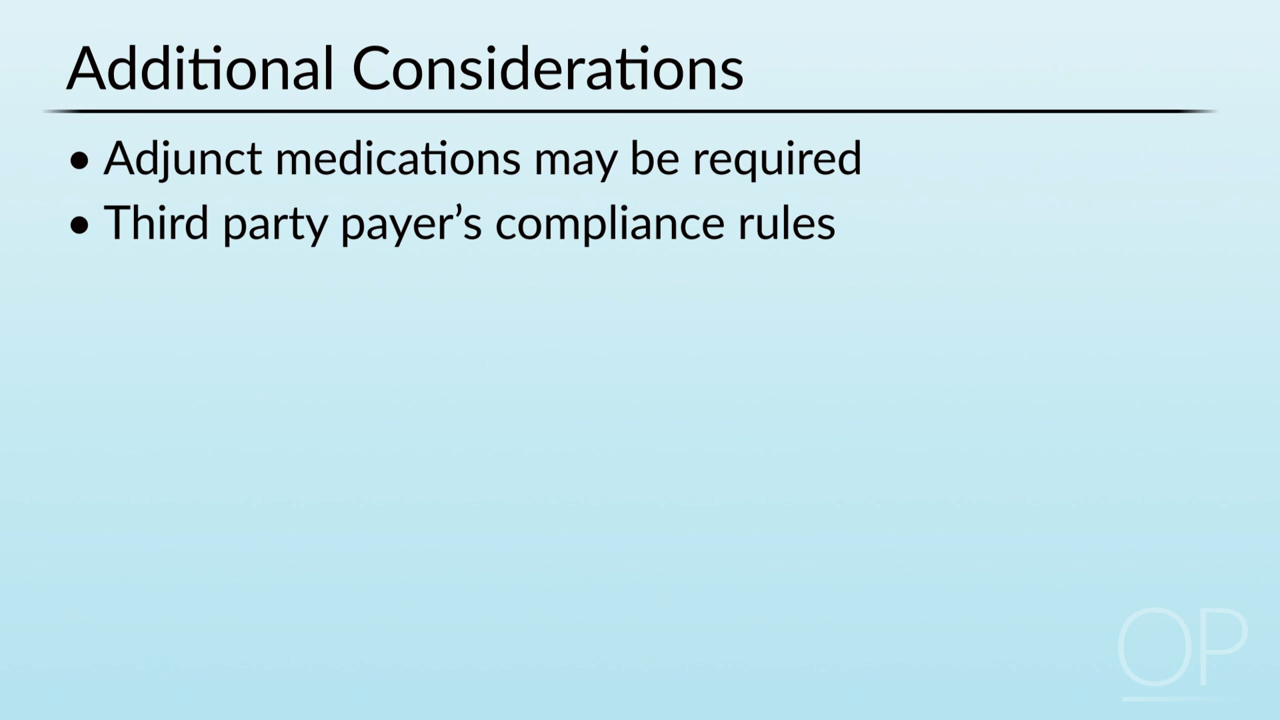 Additional Considerations
• Adjunct medications may be required
• Third party payer’s compliance rules
OP